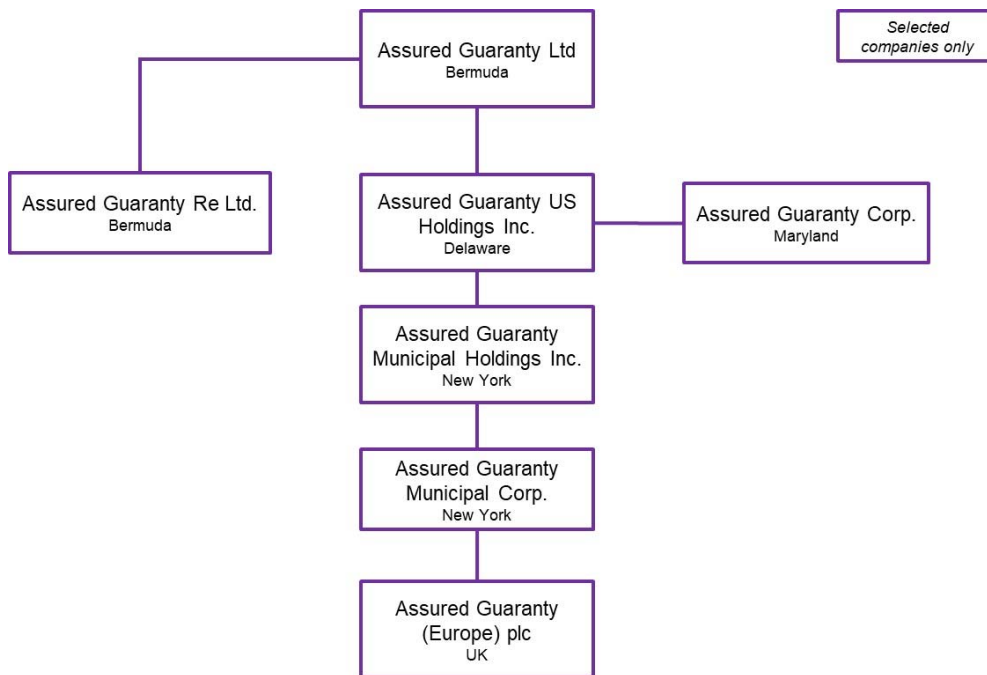 Assured Guaranty Ltd
Bermuda
Selected
companies only
Assured Guaranty Re Ltd.
Bermuda
Assured Guaranty US
Holdings Inc.
Delaware
Assured Guaranty Corp.
Maryland
Assured Guaranty
Municipal Holdings Inc.
New York
Assured Guaranty
Municipal Corp.
New York
Assured Guaranty
(Europe) plc
UK